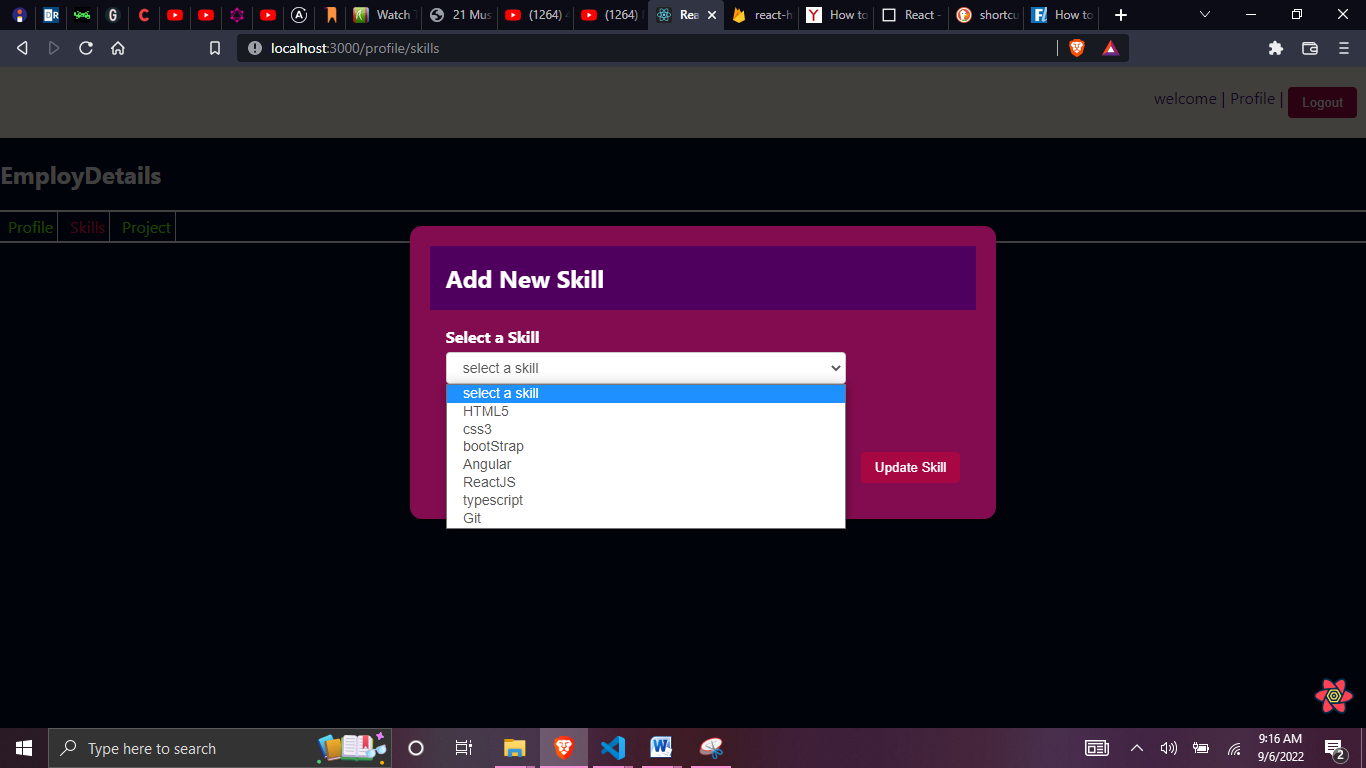 Watch
21 Mus
(1264)
(1264)
Rea
react-h
How to
React -
shortcu
How to
localhost:3000/profile/skills
welcome | Profile | Logout
EmployDetails
Profile Skills Project
Add New Skill
Select a Skill
select a skill
select a skill
HTML5
css3
bootStrap
Angular
ReactJS
typescript
Git
Update Skill
Type here to search
9:16 AM
9/6/2022
2